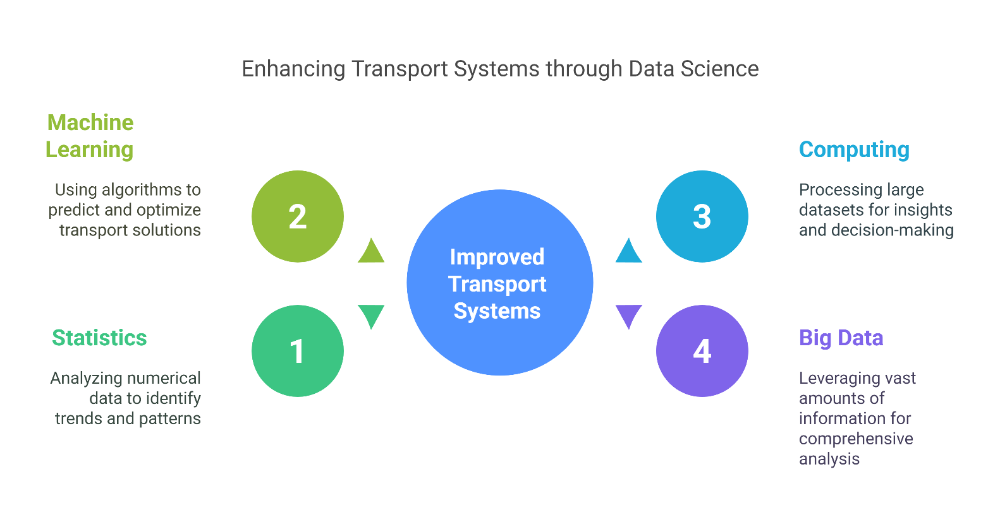 Enhancing Transport Systems through Data Science
Machine
Learning
Using algorithms to
predict and optimize
transport solutions
2
Statistics
Analyzing numerical
data to identify
trends and patterns
1
Improved
Transport
Systems
3
Computing
Processing large
datasets for insights
and decision-making
4
Big Data
Leveraging vast
amounts of
information for
comprehensive
analysis